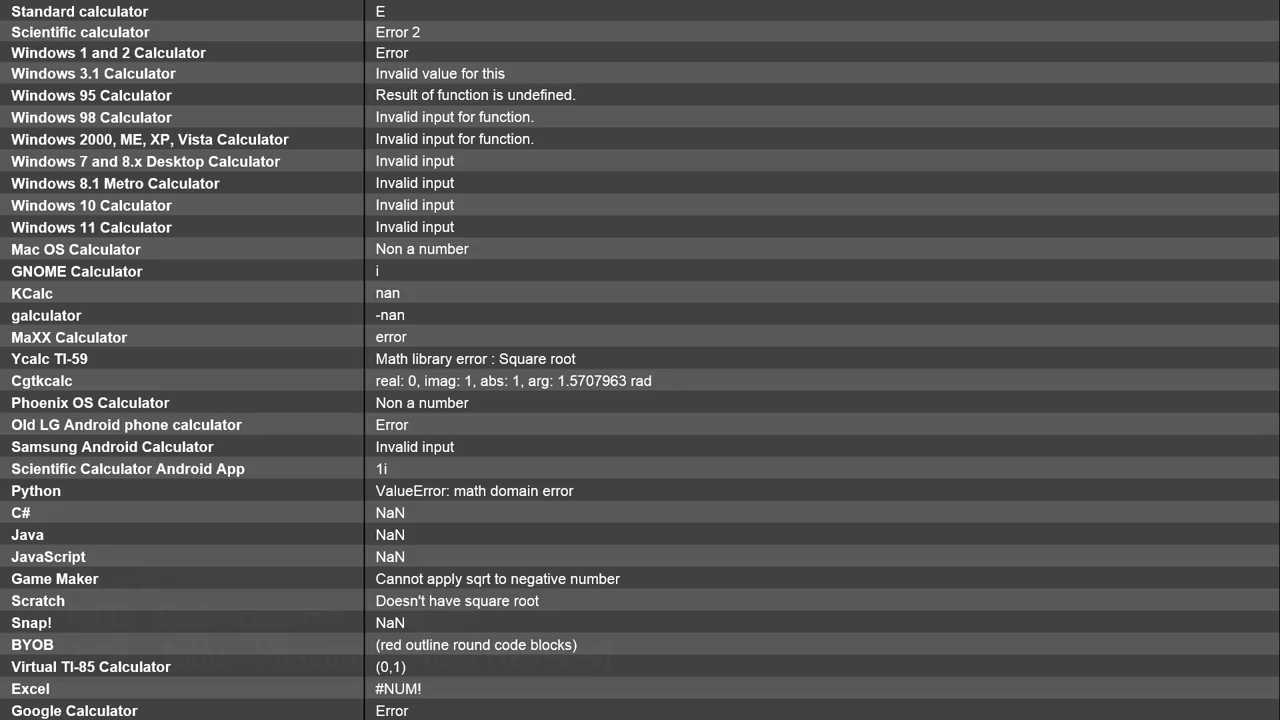 Standard calculator E
Scientific calculator Error 2
Windows 1 and 2 Calculator Error
Windows 3.1 Calculator Invalid value for this
Windows 95 Calculator Result of function is undefined.
Windows 98 Calculator Invalid input for function.
Windows 2000, ME, XP, Vista Calculator Invalid input for function.
Windows 7 and 8.x Desktop Calculator Invalid input
Windows 8.1 Metro Calculator Invalid input
Windows 10 Calculator Invalid input
Windows 11 Calculator Invalid input
Mac OS Calculator Non a number
GNOME Calculator i
KCalc nan
galculator -nan
MaXX Calculator error
Ycalc TI-59 Math library error : Square root
Cgtkcalc real: 0, imag: 1, abs: 1, arg: 1.5707963 rad
Phoenix OS Calculator Non a number
Old LG Android phone calculator Error
Samsung Android Calculator Invalid input
Scientific Calculator Android App 1i
Python ValueError: math domain error
C# NaN
Java NaN
JavaScript NaN
Game Maker Cannot apply sqrt to negative number
Scratch Doesn't have square root
Snap! NaN
BYOB (red outline round code blocks)
Virtual TI-85 Calculator (0,1)
Excel #NUM!
Google Calculator Error